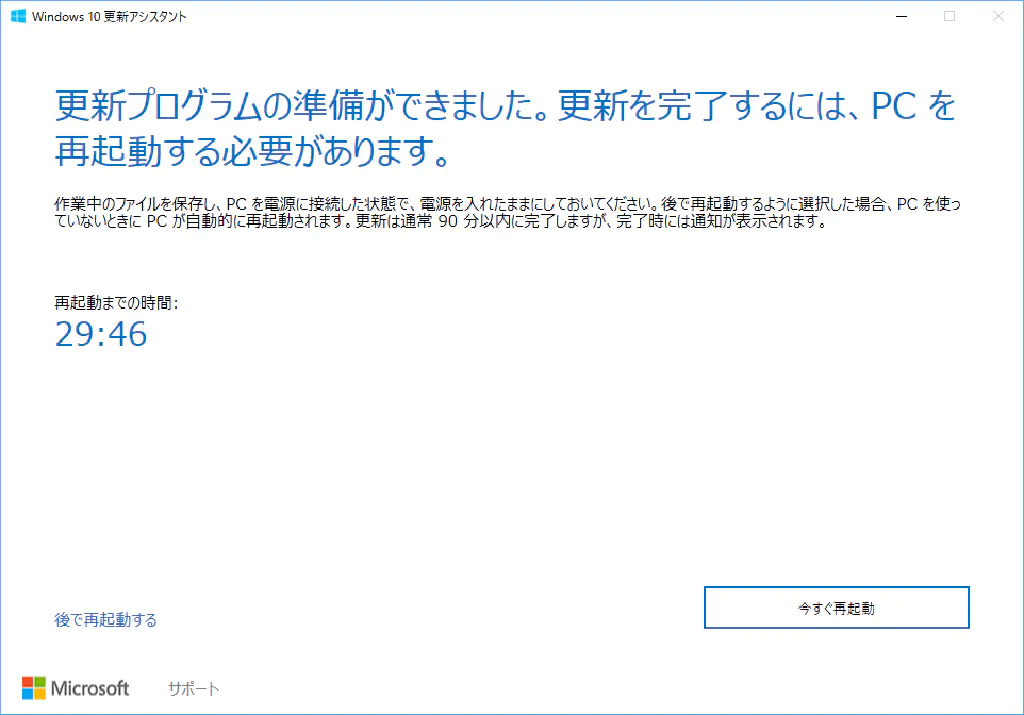 Windows 10 更新アシスタント
更新プログラムの準備ができました。更新を完了するには、PC を
再起動する必要があります。
作業中のファイルを保存し、PC を電源に接続した状態で、電源を入れたままにしておいてください。後で再起動するように選択した場合、PC を使っ
ていないときに PC が自動的に再起動されます。更新は通常 90 分以内に完了しますが、完了時には通知が表示されます。
再起動までの時間:
29:46
後で再起動する
今すぐ再起動
Microsoft
サポート